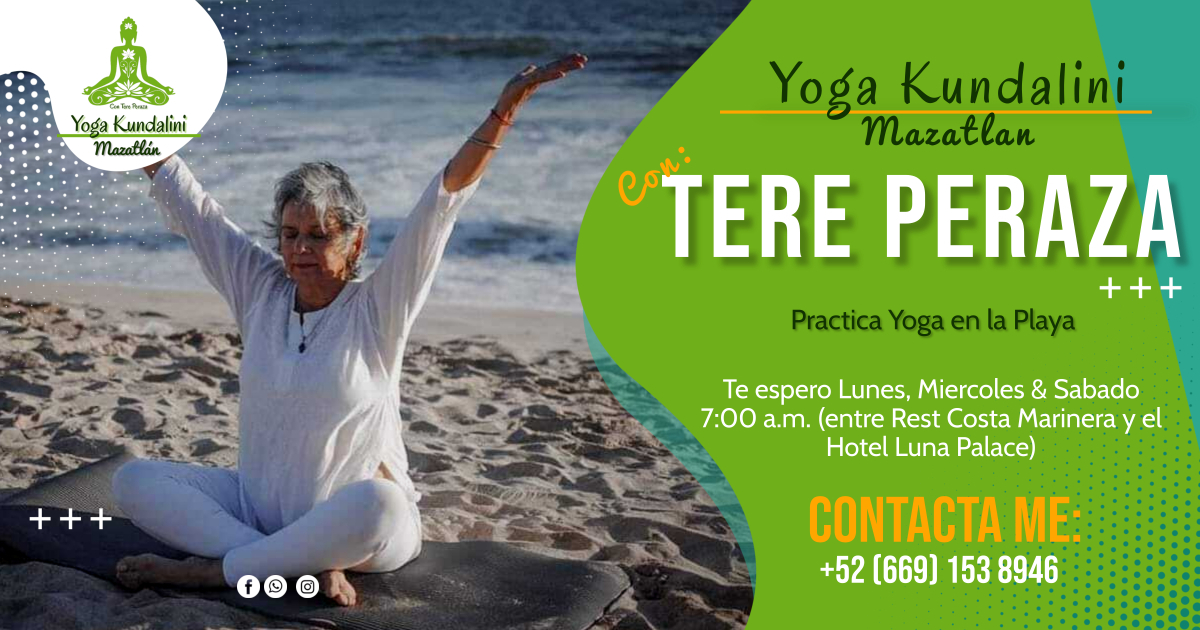 Con Tere Peraza
Yoga Kundalini
Mazatlán
Yoga Kundalini
Mazatlan
Con:
TERE PERAZA
+++
Practica Yoga en la Playa
Te espero Lunes, Miercoles & Sabado
7:00 a.m. (entre Rest Costa Marinera y el
Hotel Luna Palace)
CONTACTA ME:
+52 (669) 153 8946
+++